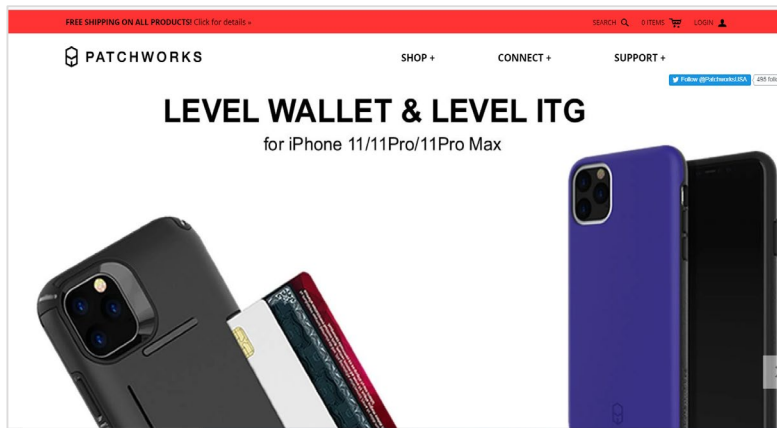 FREE SHIPPING ON ALL PRODUCTS! Click for details »
SEARCH 0 ITEMS LOGIN
PATCHWORKS
SHOP + CONNECT + SUPPORT +
Follow @PatchworksUSA
LEVEL WALLET & LEVEL ITG
for iPhone 11/11Pro/11Pro Max